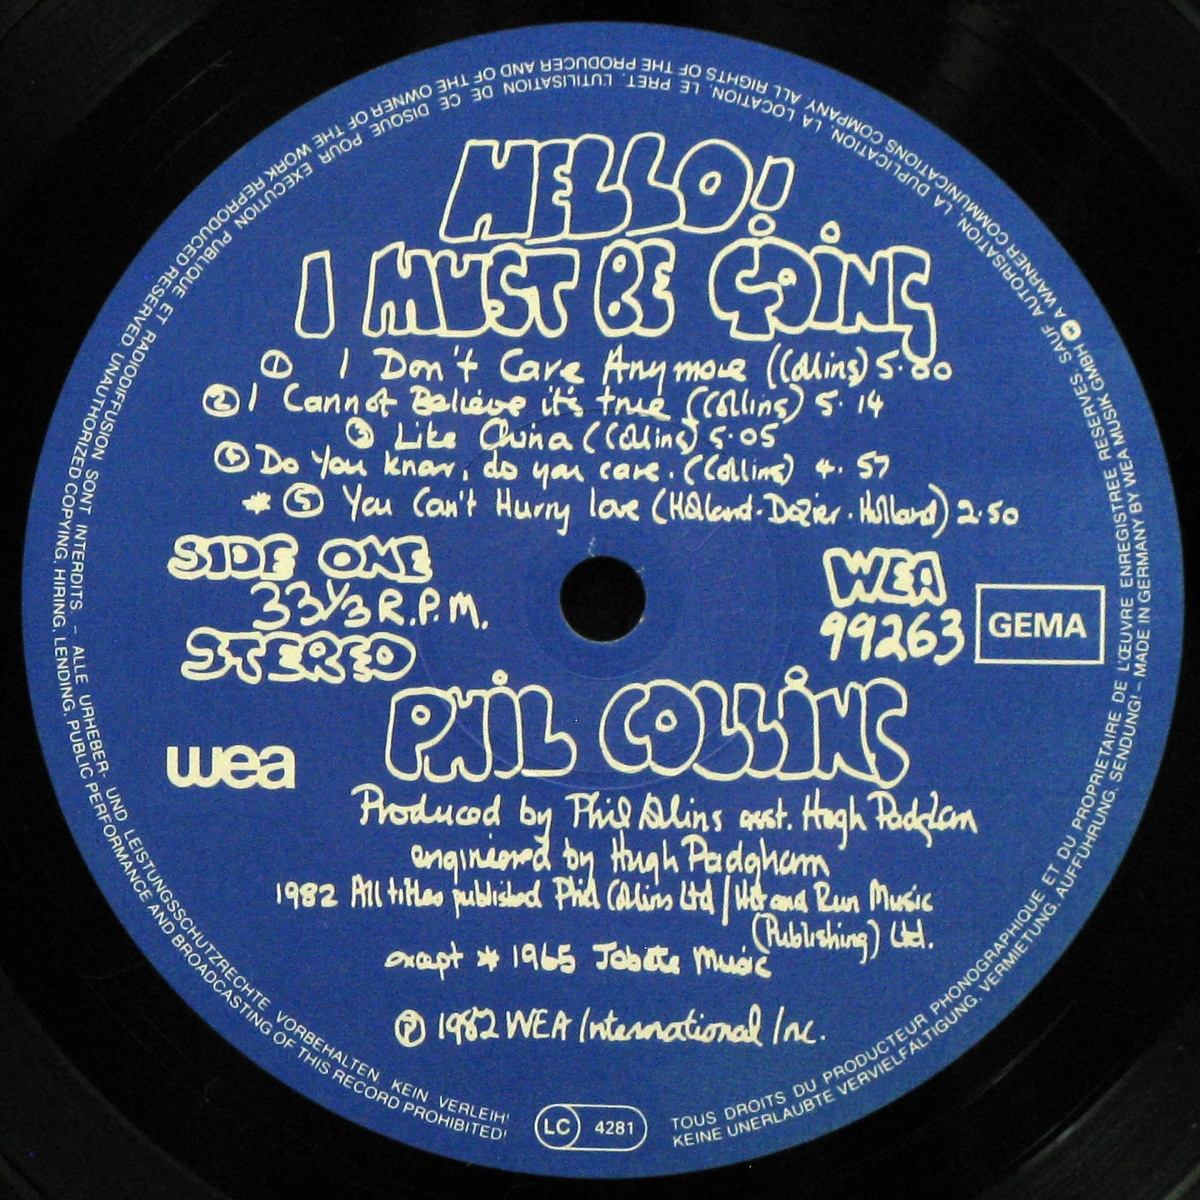 HELLO!
I MUST BE GOING
① I Don't Care Anymore (Collins) 5.00
② I Cannot Believe it's true (Collins) 5.14
③ Like China (Collins) 5.05
④ Do You know, do you care. (Collins) 4.57
* ⑤ You Can't Hurry love (Holland-Dozier.Holland) 2.50
SIDE ONE
33⅓ R.P.M.
STEREO
WEA
99263
GEMA
PHIL COLLINS
wea
Produced by Phil Collins asst. Hugh Padgham
engineered by Hugh Padgham
1982 All titles published Phil Collins Ltd / Hit and Run Music
(Publishing) Ltd.
except * 1965 Jobete Music
℗ 1982 WEA International Inc.
LC 4281
TOUS DROITS DU PRODUCTEUR PHONOGRAPHIQUE ET DU PROPRIETAIRE DE L'ŒUVRE ENREGISTREE RESERVES. SAUF AUTORISATION, LA DUPLICATION, LA LOCATION, LE PRET, L'UTILISATION DE CE DISQUE POUR EXECUTION PUBLIQUE ET RADIODIFFUSION SONT INTERDITS. – ALLE URHEBER- UND LEISTUNGSSCHUTZRECHTE VORBEHALTEN KEIN VERLEIH!
KEINE UNERLAUBTE VERVIELFÄLTIGUNG, VERMIETUNG, AUFFÜHRUNG, SENDUNG! – MADE IN GERMANY BY WEA MUSIK GMBH A WARNER COMMUNICATIONS COMPANY ALL RIGHTS OF THE PRODUCER AND OF THE OWNER OF THE WORK REPRODUCED RESERVED UNAUTHORIZED COPYING, HIRING, LENDING, PUBLIC PERFORMANCE AND BROADCASTING OF THIS RECORD PROHIBITED!